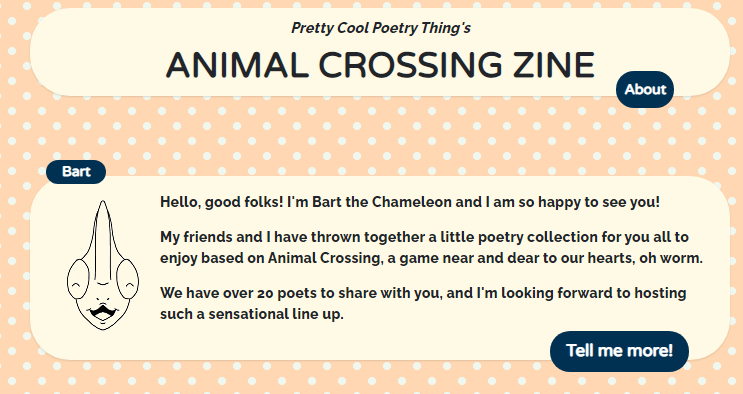 Pretty Cool Poetry Thing's
ANIMAL CROSSING ZINE
About
Bart
Hello, good folks! I'm Bart the Chameleon and I am so happy to see you!
My friends and I have thrown together a little poetry collection for you all to
enjoy based on Animal Crossing, a game near and dear to our hearts, oh worm.
We have over 20 poets to share with you, and I'm looking forward to hosting
such a sensational line up.
Tell me more!